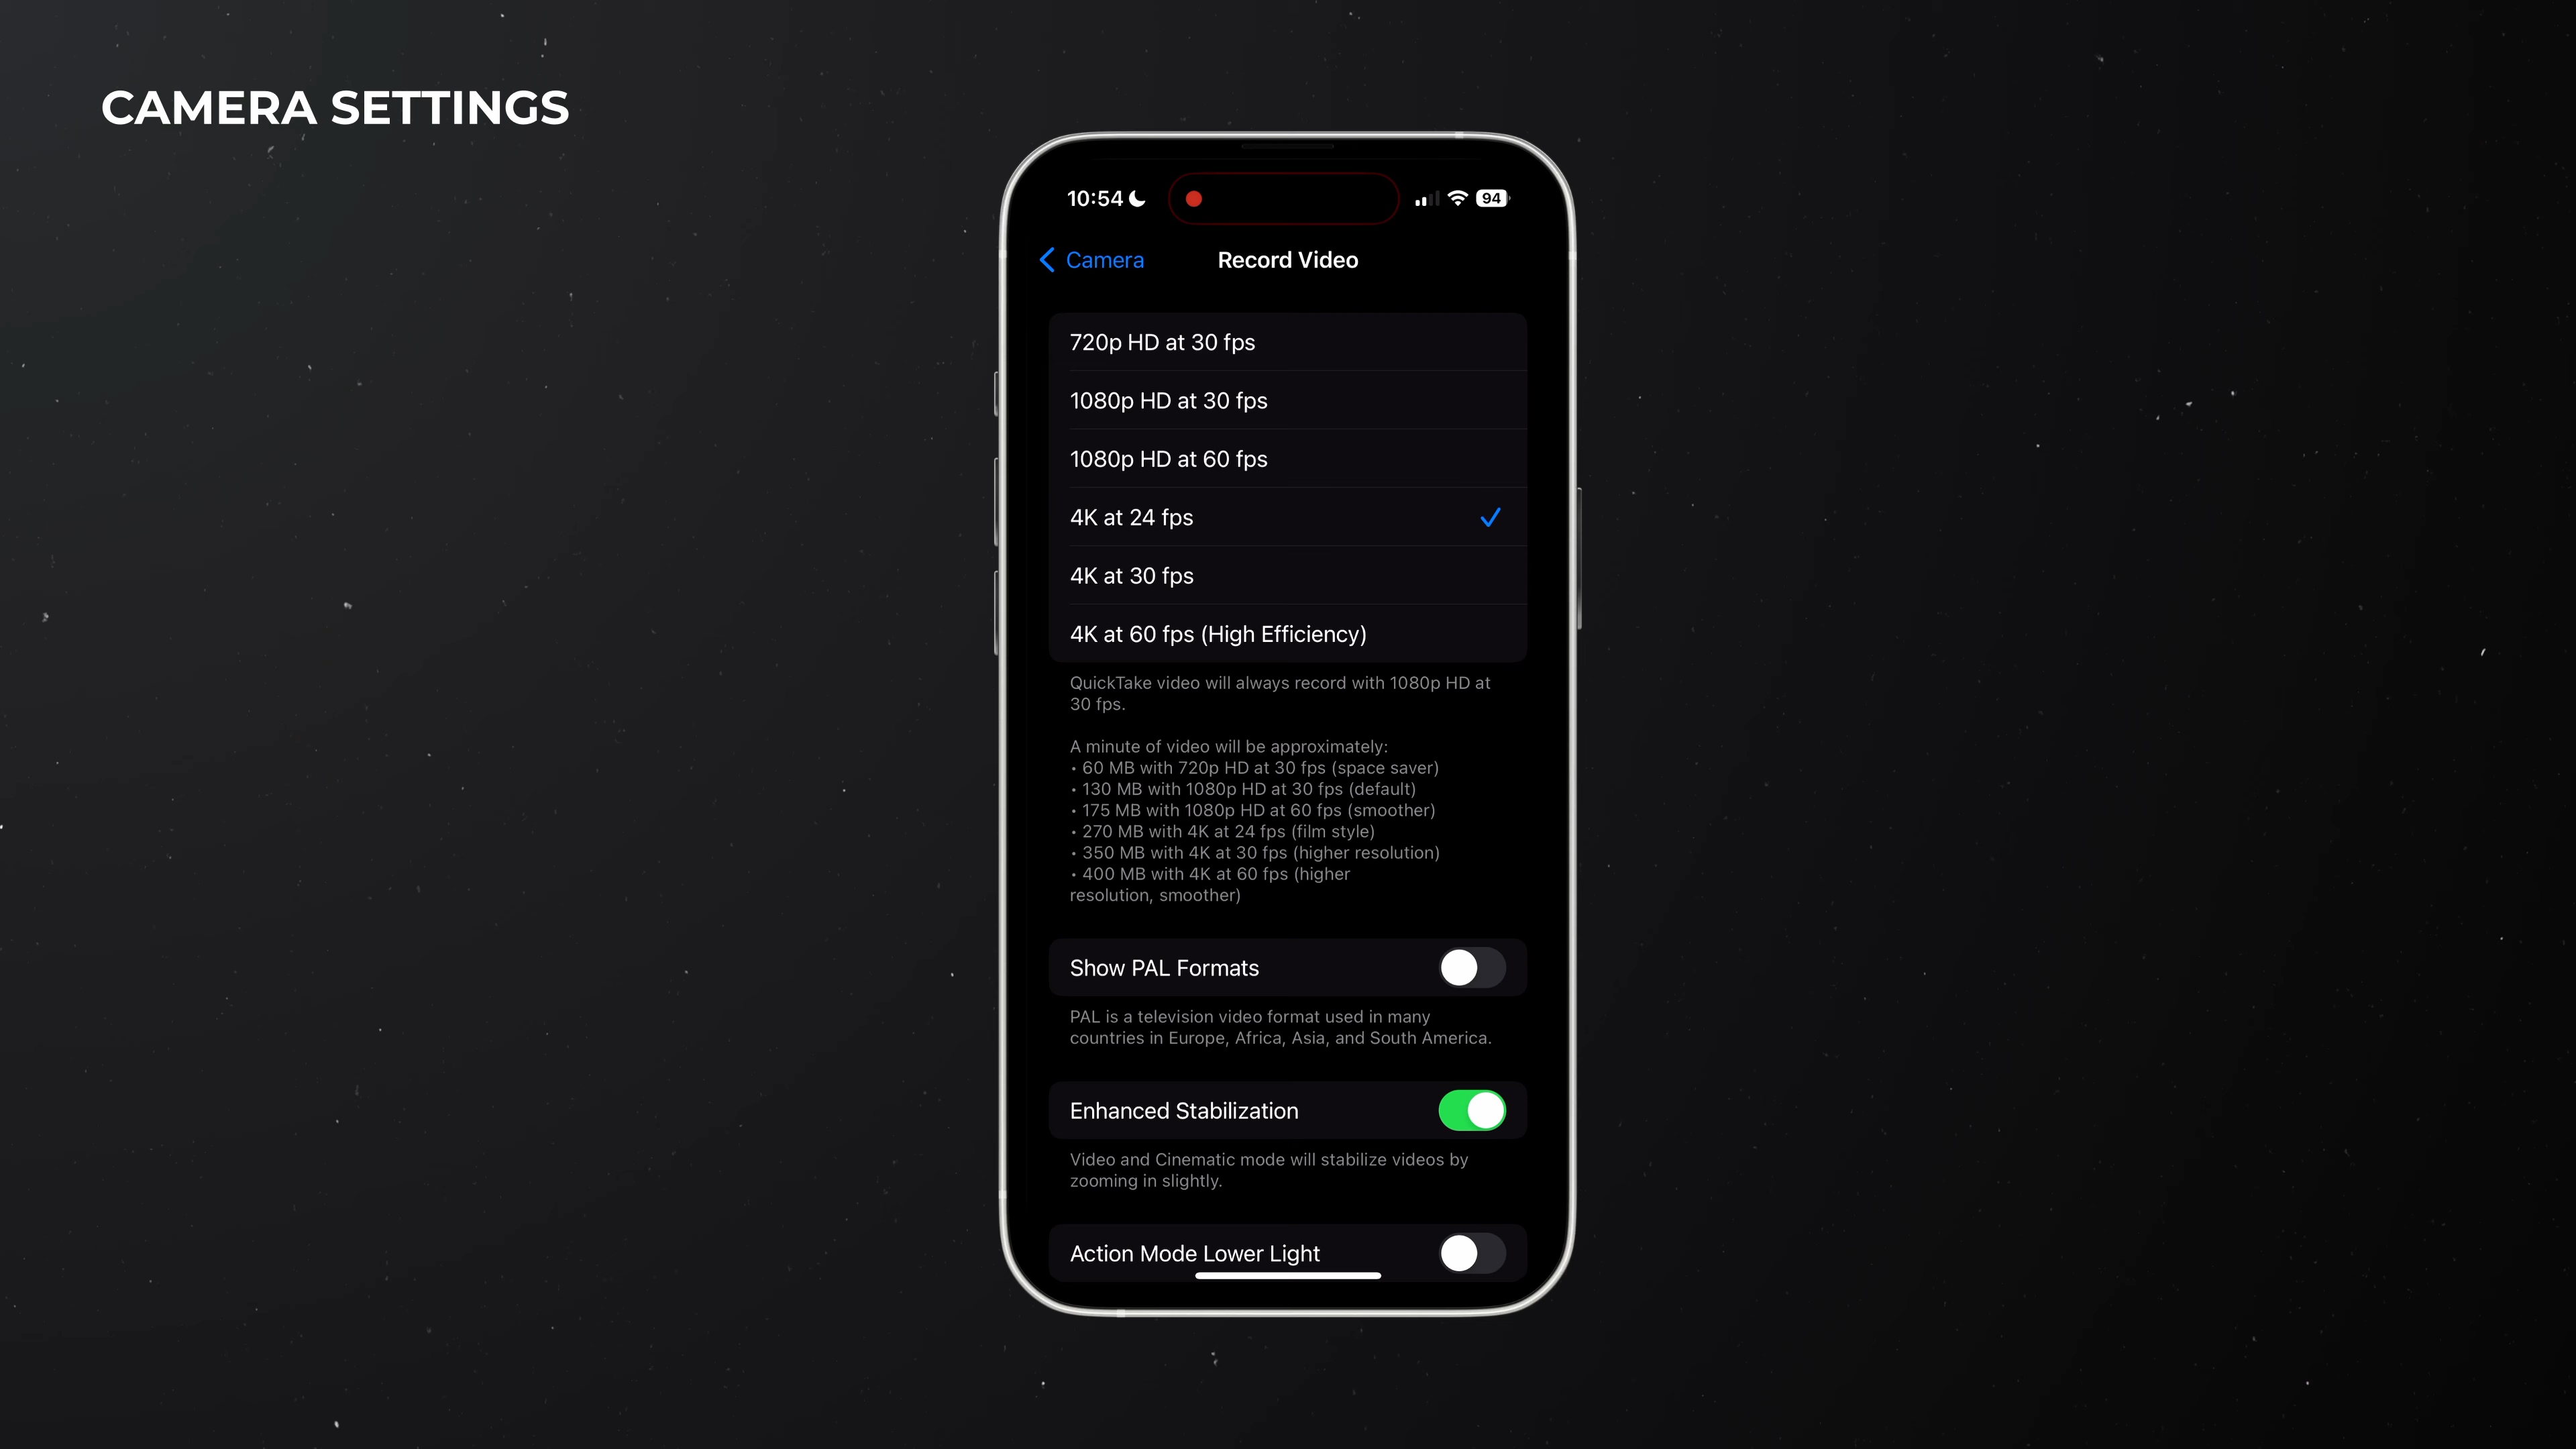 CAMERA SETTINGS
10:54
94
Camera
Record Video
720p HD at 30 fps
1080p HD at 30 fps
1080p HD at 60 fps
4K at 24 fps
4K at 30 fps
4K at 60 fps (High Efficiency)
QuickTake video will always record with 1080p HD at
30 fps.
A minute of video will be approximately:
• 60 MB with 720p HD at 30 fps (space saver)
• 130 MB with 1080p HD at 30 fps (default)
• 175 MB with 1080p HD at 60 fps (smoother)
• 270 MB with 4K at 24 fps (film style)
• 350 MB with 4K at 30 fps (higher resolution)
• 400 MB with 4K at 60 fps (higher
resolution, smoother)
Show PAL Formats
PAL is a television video format used in many
countries in Europe, Africa, Asia, and South America.
Enhanced Stabilization
Video and Cinematic mode will stabilize videos by
zooming in slightly.
Action Mode Lower Light